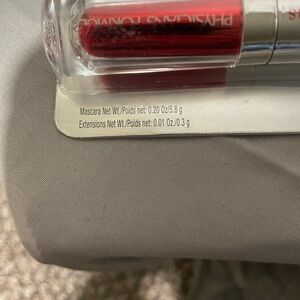 PHYSICIANS FORMULA
Mascara Net Wt./Poids net: 0.20 Oz/5.8 g
Extensions Net Wt./Poids net: 0.01 Oz./0.3 g